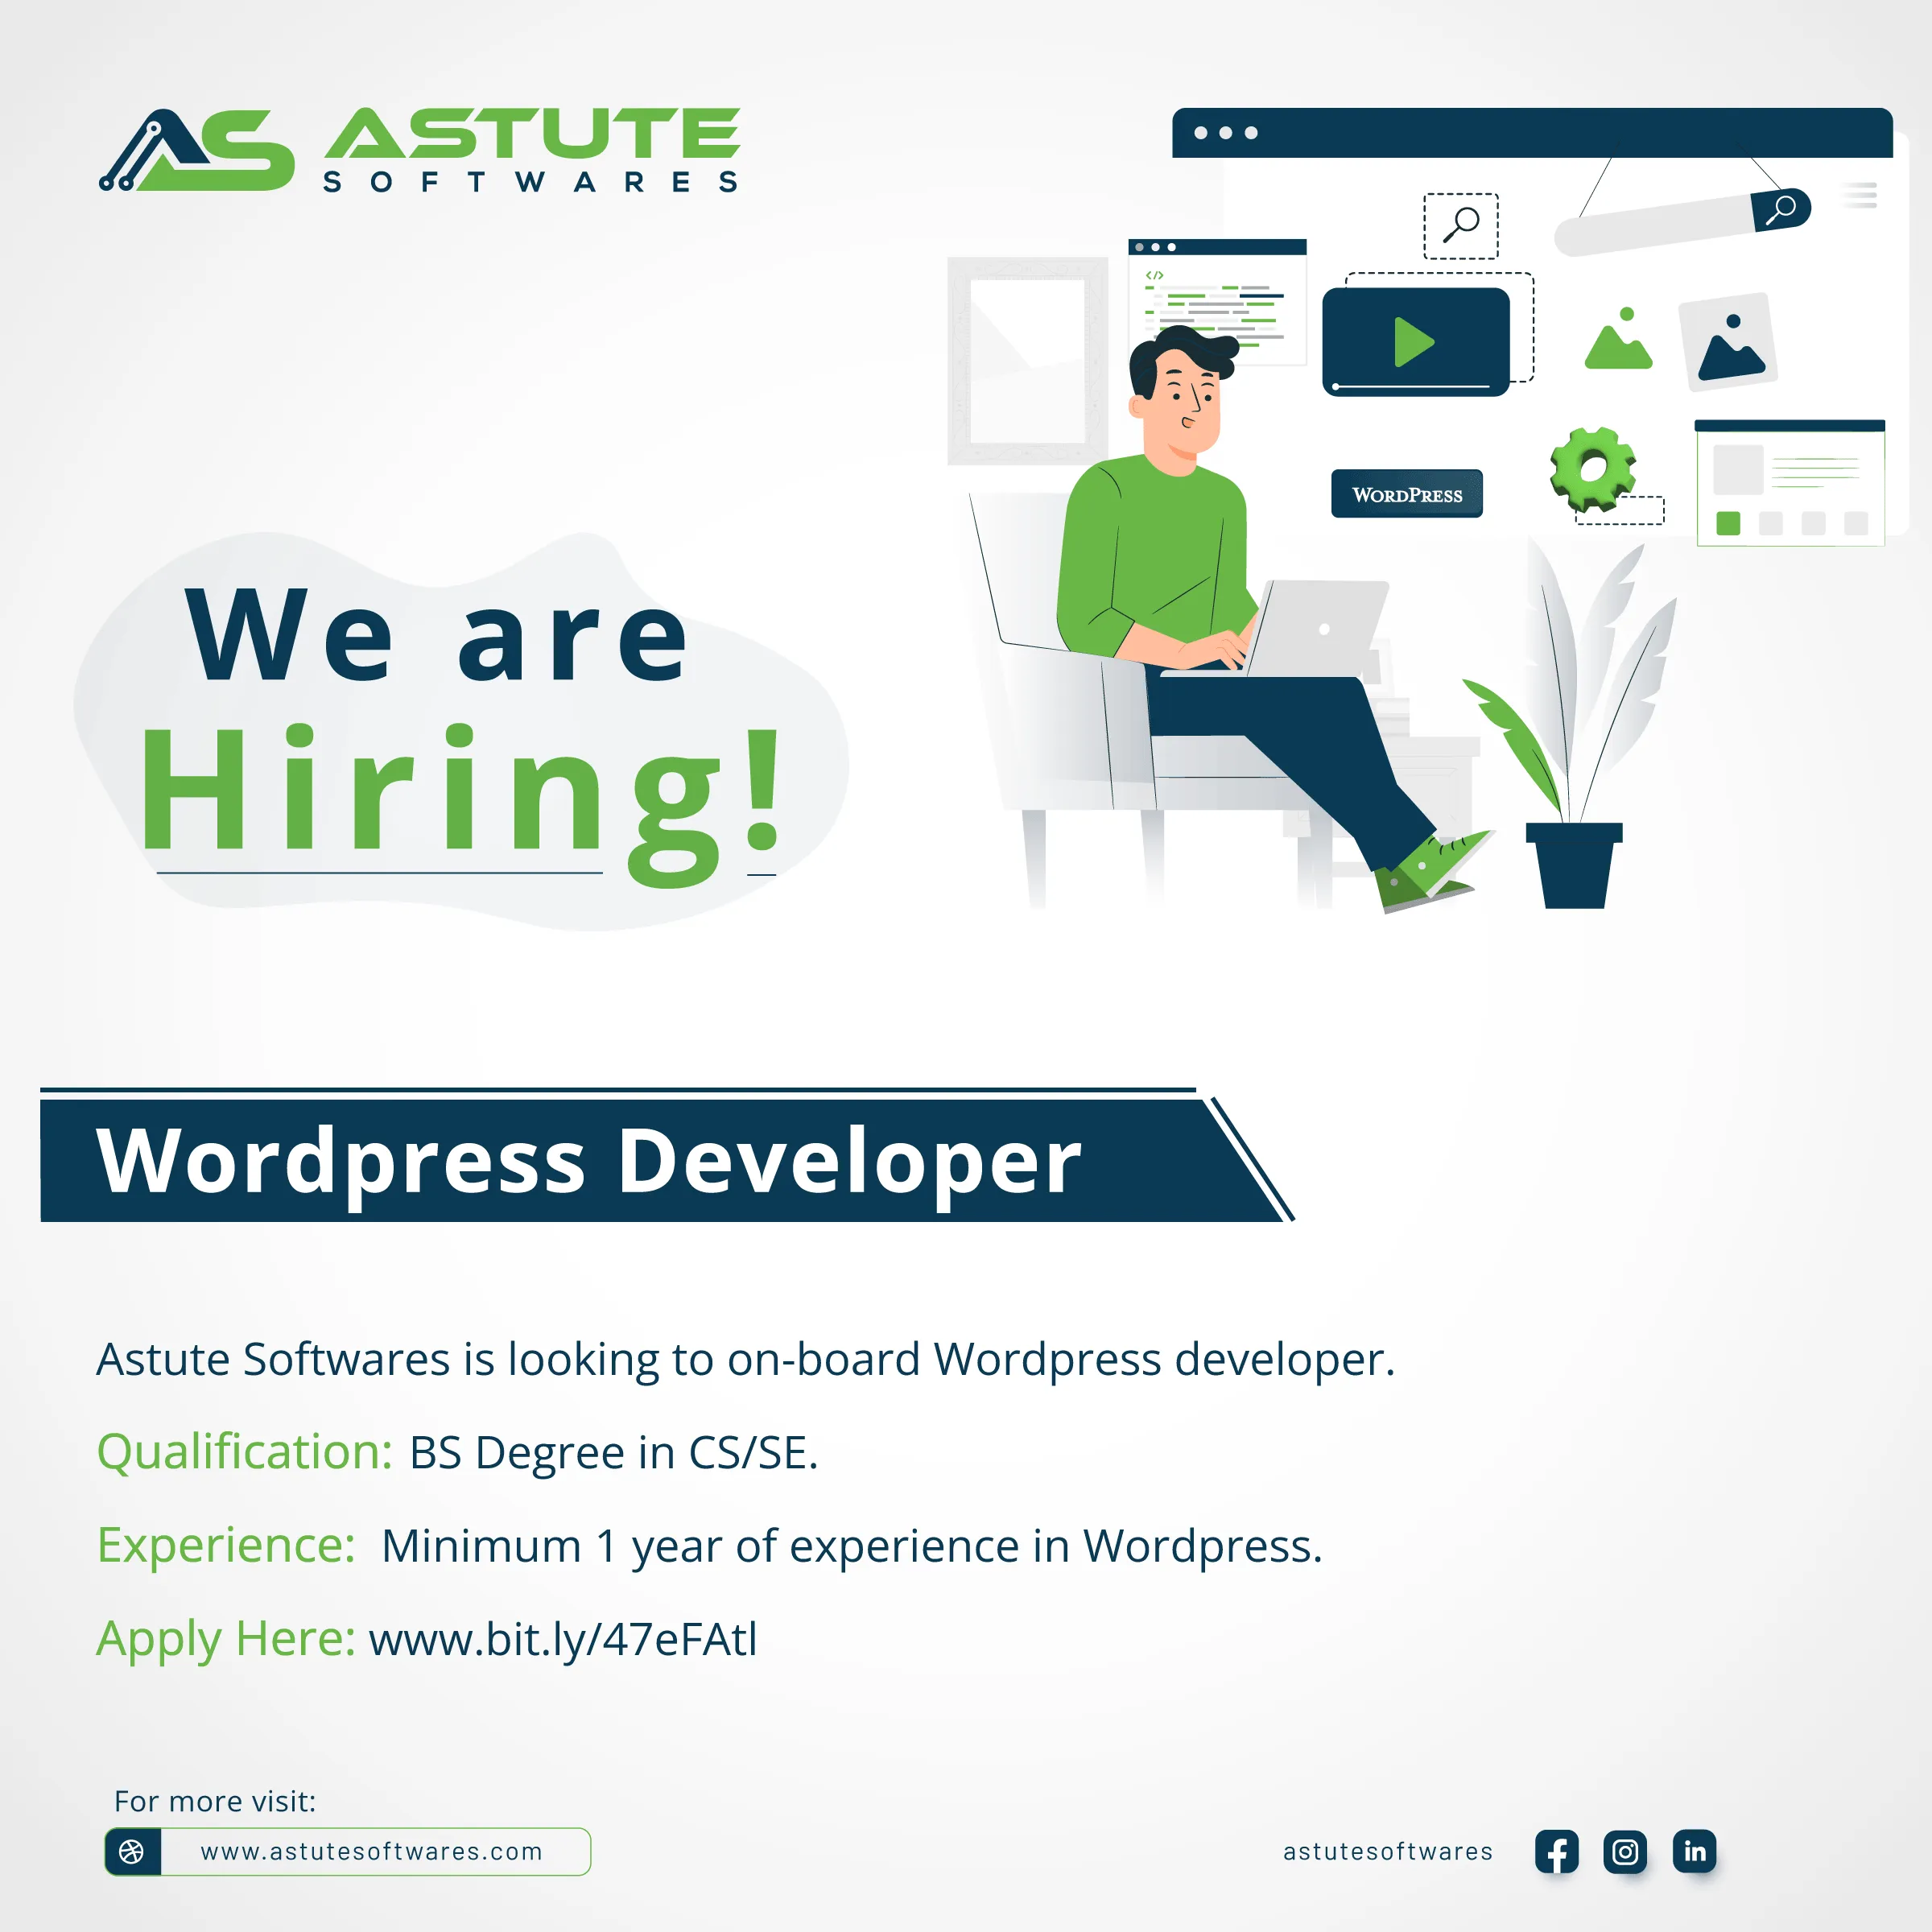 AS ASTUTE
SOFTWARES
</>
WORDPRESS
We are
Hiring!
Wordpress Developer
Astute Softwares is looking to on-board Wordpress developer.
Qualification: BS Degree in CS/SE.
Experience: Minimum 1 year of experience in Wordpress.
Apply Here: www.bit.ly/47eFAtl
For more visit:
www.astutesoftwares.com
astutesoftwares